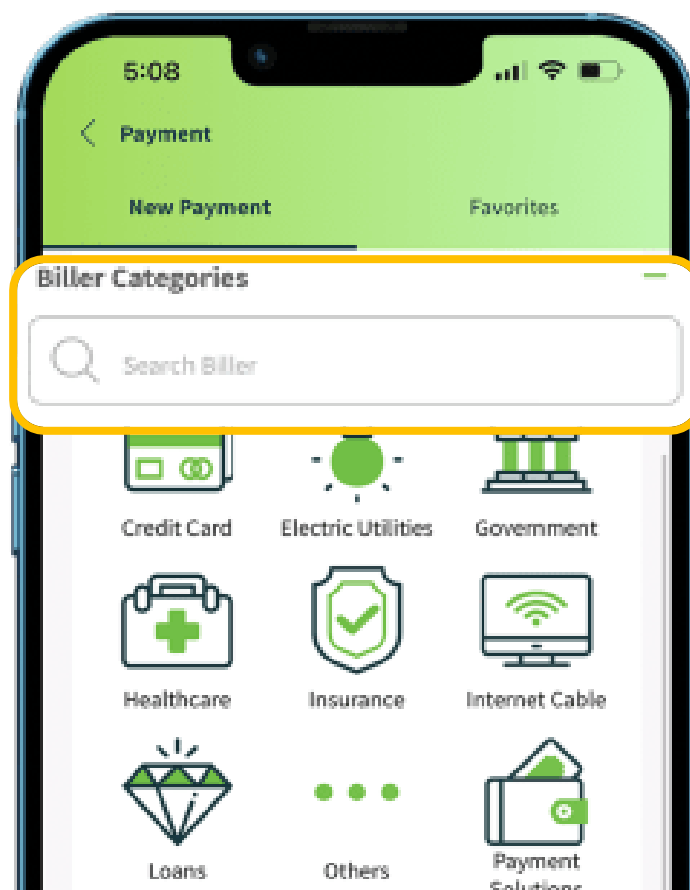 5:08
Payment
New Payment Favorites
Biller Categories
Search Biller
Credit Card Electric Utilities Government
Healthcare Insurance Internet Cable
Loans Others Payment
Solutions